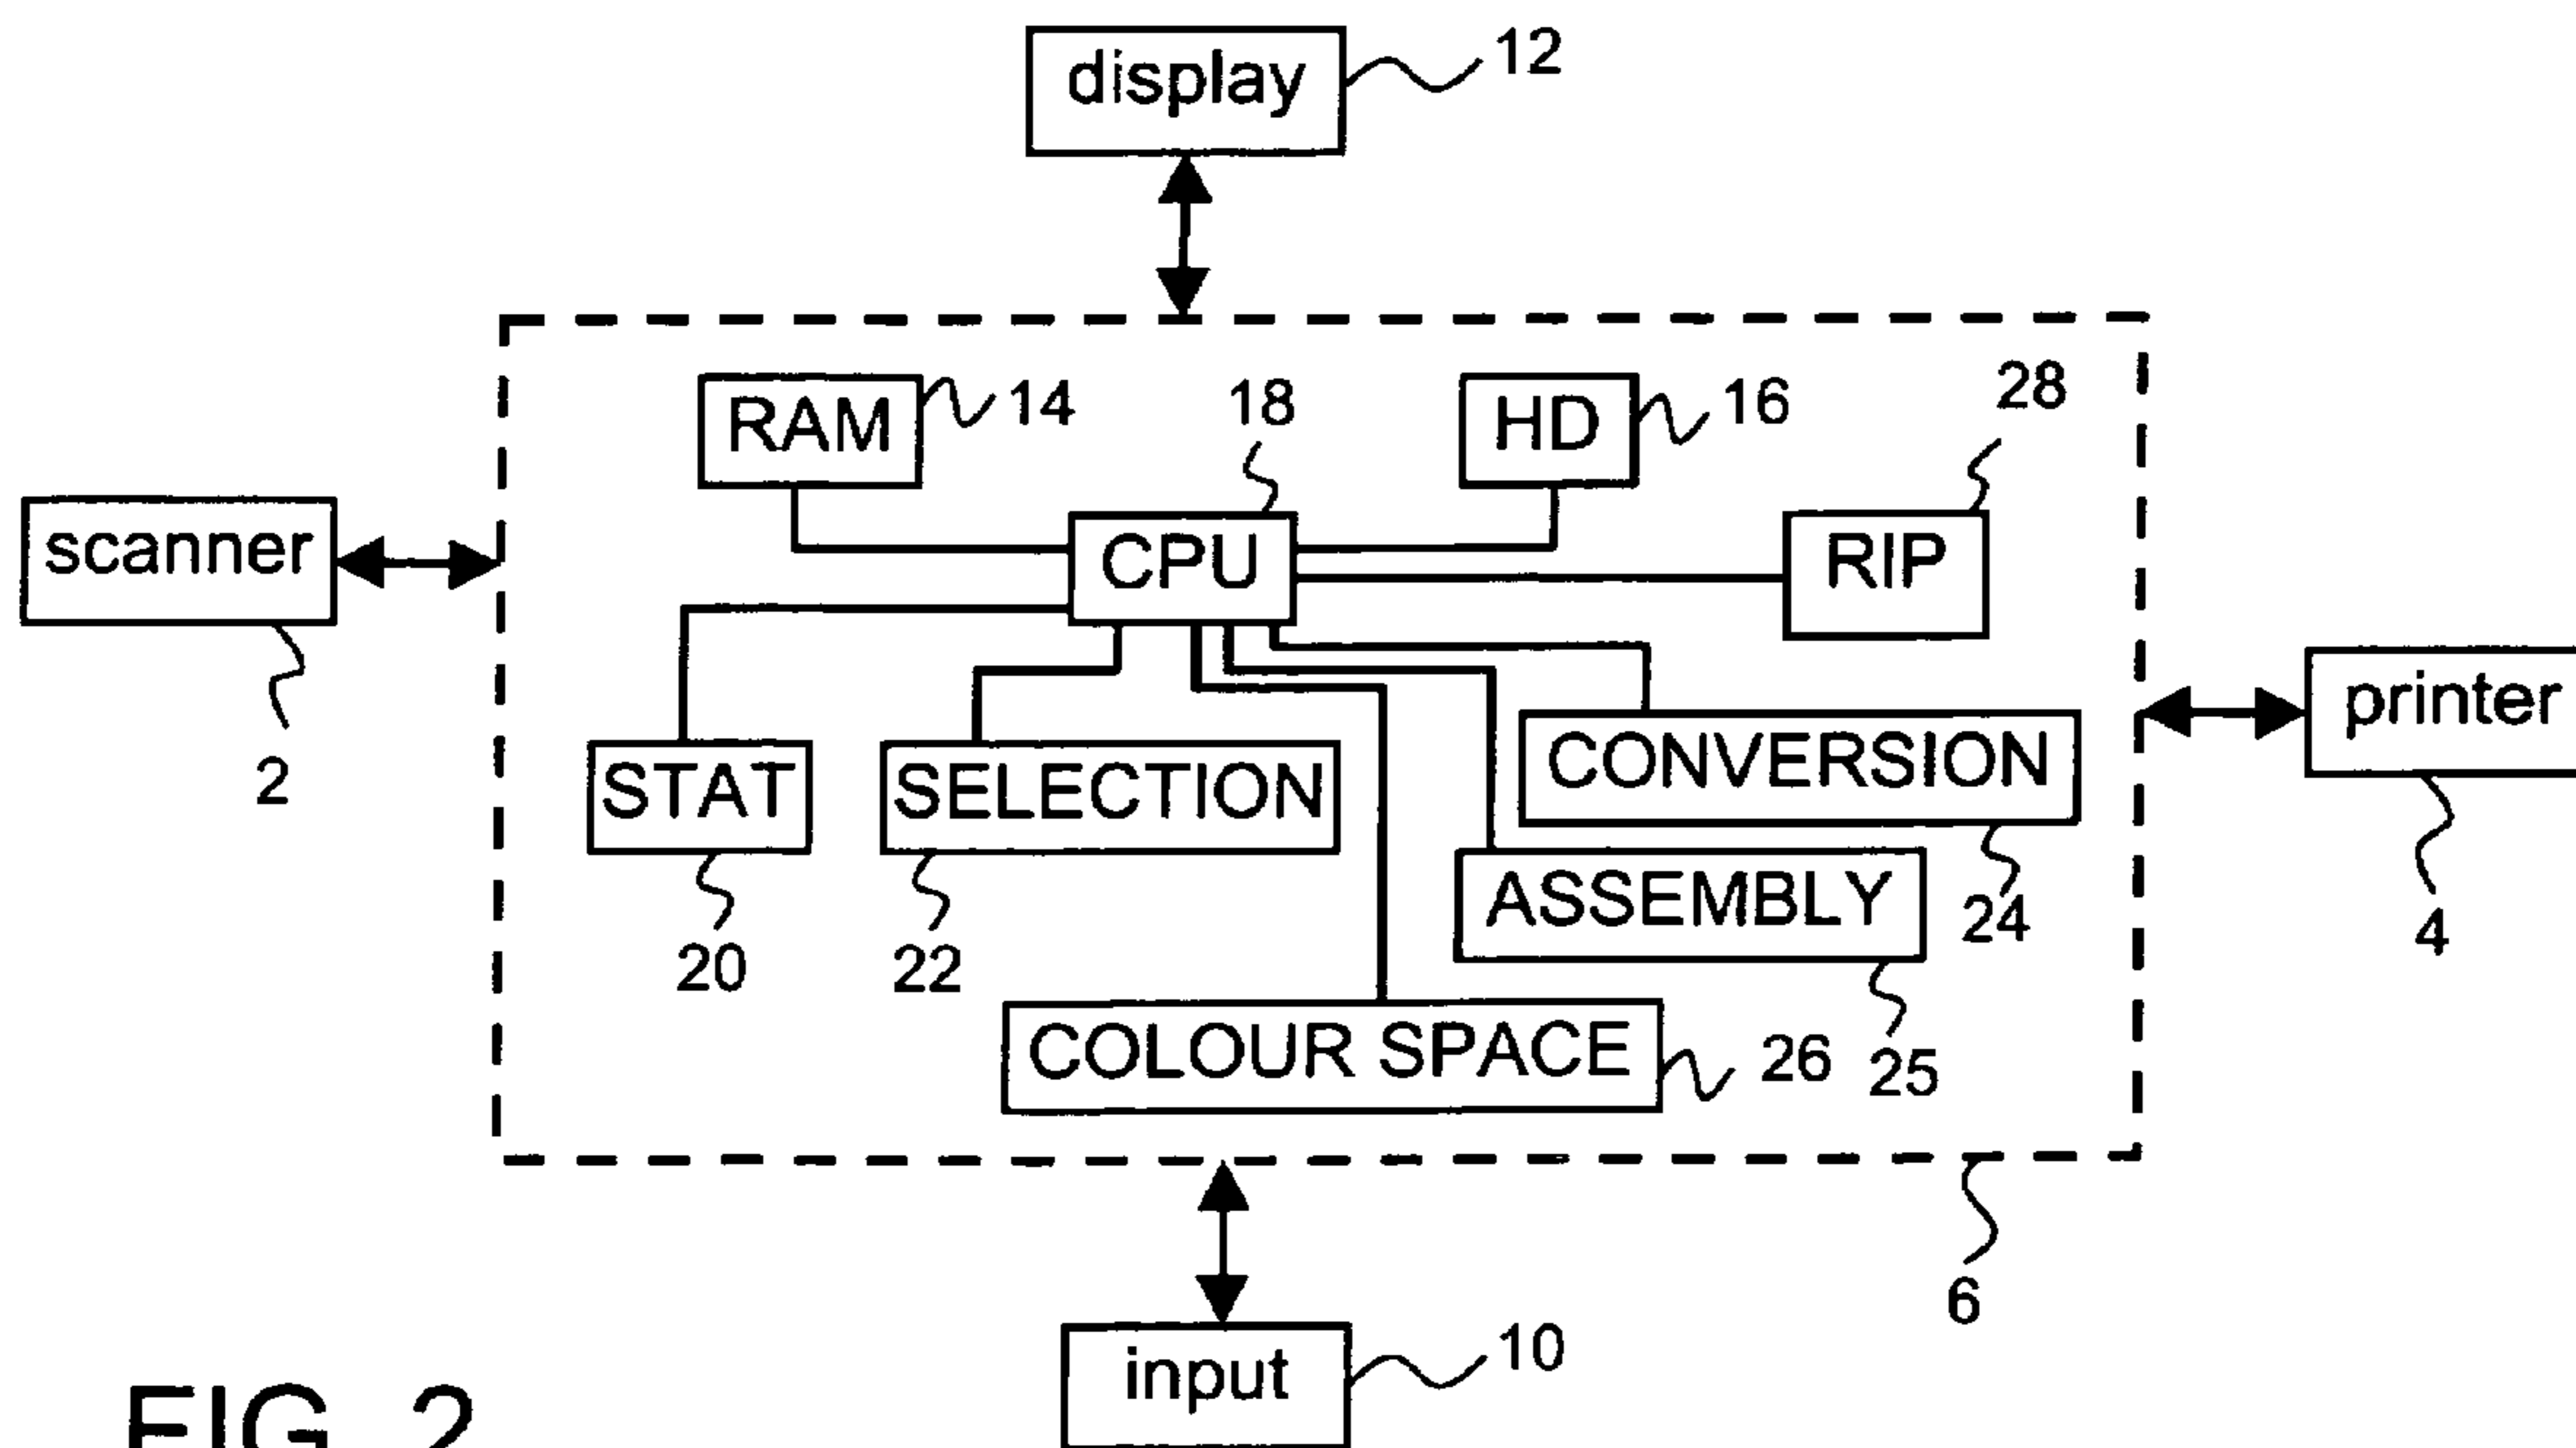 display
12
RAM
14
18
HD
16
28
scanner
CPU
RIP
2
printer
4
STAT
SELECTION
CONVERSION
20
22
ASSEMBLY
24
COLOUR SPACE
26
25
6
input
10
FIG. 2